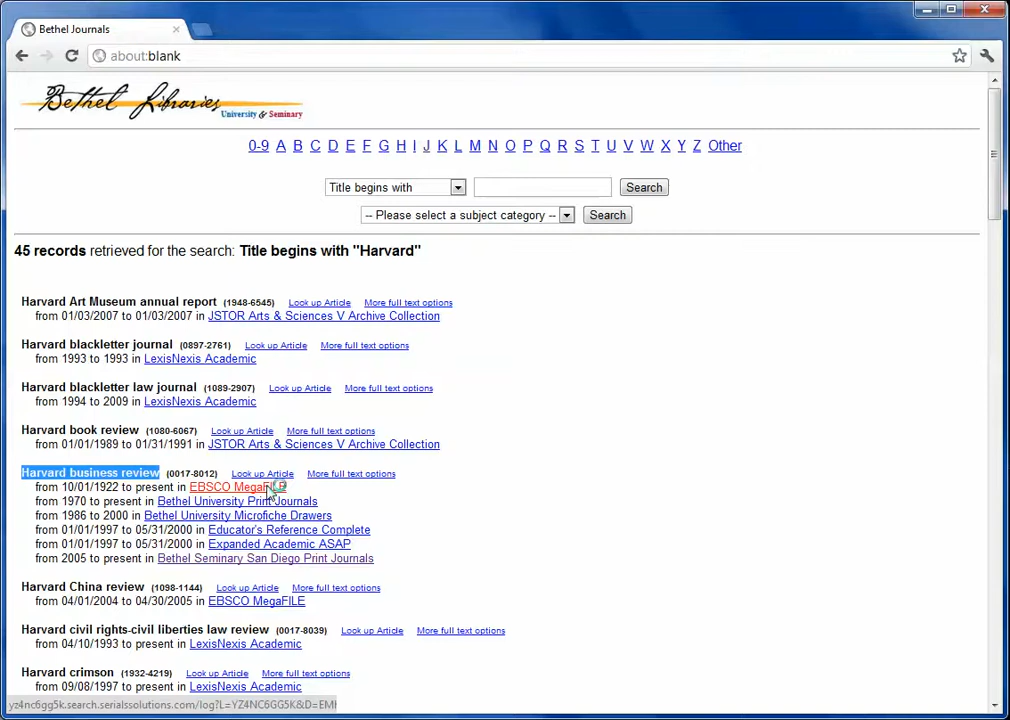 Bethel Journals
about:blank
Bethel Libraries
University & Seminary
0-9 A B C D E F G H I J K L M N O P Q R S T U V W X Y Z Other
Title begins with Search
-- Please select a subject category -- Search
45 records retrieved for the search: Title begins with "Harvard"
Harvard Art Museum annual report (1948-6545) Look up Article More full text options
from 01/03/2007 to 01/03/2007 in JSTOR Arts & Sciences V Archive Collection
Harvard blackletter journal (0897-2761) Look up Article More full text options
from 1993 to 1993 in LexisNexis Academic
Harvard blackletter law journal (1089-2907) Look up Article More full text options
from 1994 to 2009 in LexisNexis Academic
Harvard book review (1080-6067) Look up Article More full text options
from 01/01/1989 to 01/31/1991 in JSTOR Arts & Sciences V Archive Collection
Harvard business review (0017-8012) Look up Article More full text options
from 10/01/1922 to present in EBSCO MegaFILE
from 1970 to present in Bethel University Print Journals
from 1986 to 2000 in Bethel University Microfiche Drawers
from 01/01/1997 to 05/31/2000 in Educator's Reference Complete
from 01/01/1997 to 05/31/2000 in Expanded Academic ASAP
from 2005 to present in Bethel Seminary San Diego Print Journals
Harvard China review (1098-1144) Look up Article More full text options
from 04/01/2004 to 04/30/2005 in EBSCO MegaFILE
Harvard civil rights-civil liberties law review (0017-8039) Look up Article More full text options
from 04/10/1993 to present in LexisNexis Academic
Harvard crimson (1932-4219) Look up Article More full text options
from 09/08/1997 to present in LexisNexis Academic
yz4nc6gg5k.search.serialssolutions.com/log?L=YZ4NC6GG5K&D=EMI